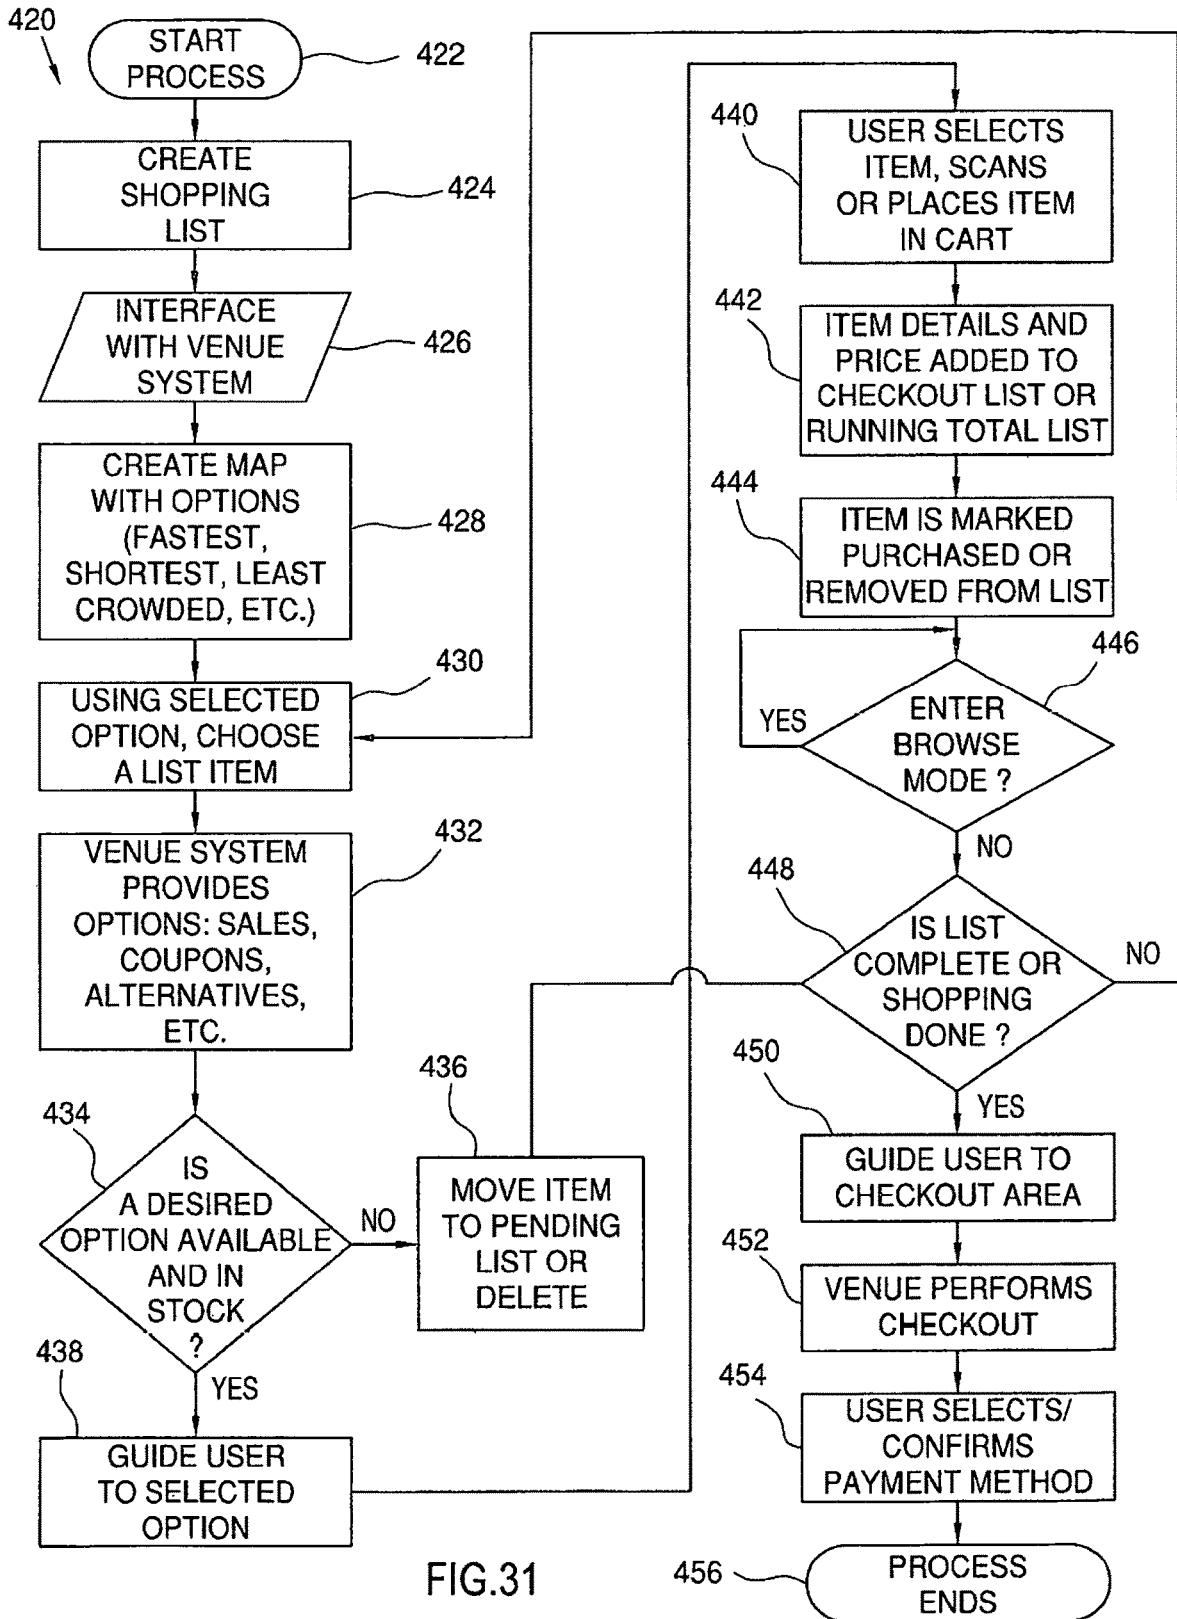 420
START
PROCESS
422
CREATE
SHOPPING
LIST
424
INTERFACE
WITH VENUE
SYSTEM
426
CREATE MAP
WITH OPTIONS
(FASTEST,
SHORTEST, LEAST
CROWDED, ETC.)
428
430
USING SELECTED
OPTION, CHOOSE
A LIST ITEM
432
VENUE SYSTEM
PROVIDES
OPTIONS: SALES,
COUPONS,
ALTERNATIVES,
ETC.
434
IS
A DESIRED
OPTION AVAILABLE
AND IN
STOCK
?
NO
YES
436
MOVE ITEM
TO PENDING
LIST OR
DELETE
438
GUIDE USER
TO SELECTED
OPTION
440
USER SELECTS
ITEM, SCANS
OR PLACES ITEM
IN CART
442
ITEM DETAILS AND
PRICE ADDED TO
CHECKOUT LIST OR
RUNNING TOTAL LIST
444
ITEM IS MARKED
PURCHASED OR
REMOVED FROM LIST
446
YES
ENTER
BROWSE
MODE ?
NO
448
IS LIST
COMPLETE OR
SHOPPING
DONE ?
NO
YES
450
GUIDE USER TO
CHECKOUT AREA
452
VENUE PERFORMS
CHECKOUT
454
USER SELECTS/
CONFIRMS
PAYMENT METHOD
456
PROCESS
ENDS
FIG.31